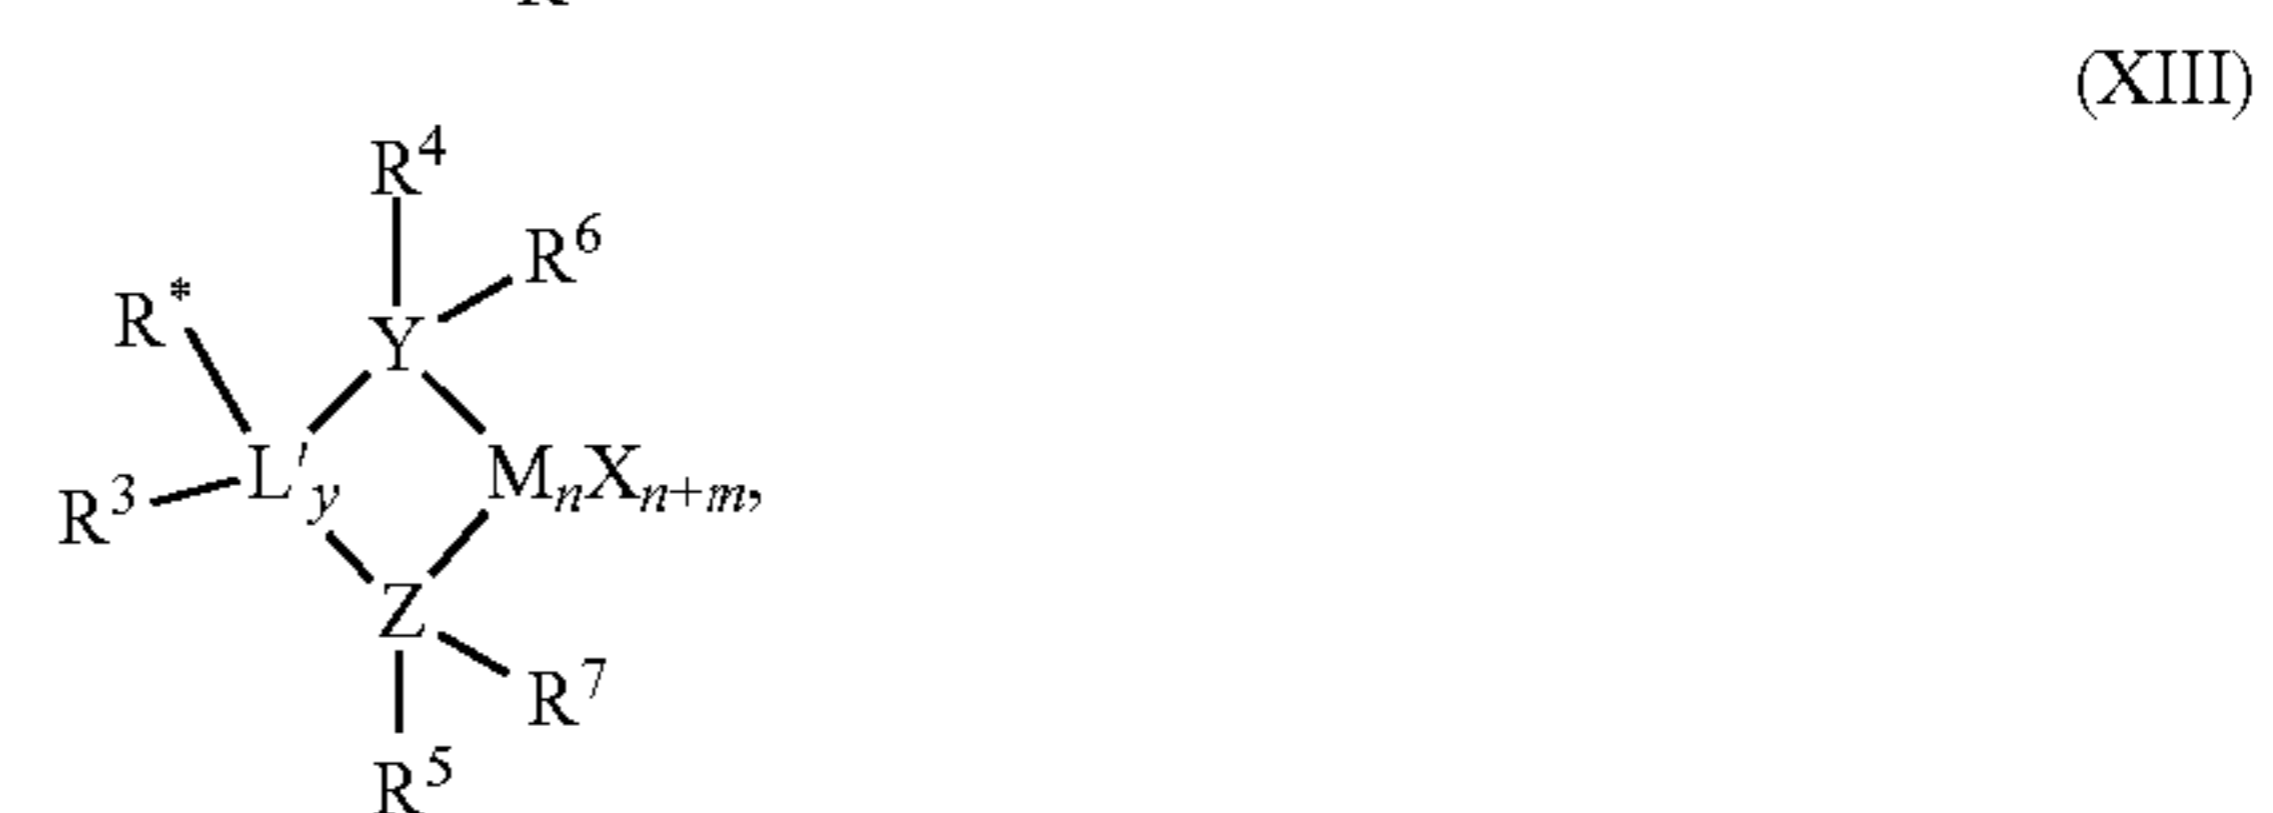 R
(XIII)
R⁴
R⁶
R*
Y
R³ L'y MₙXₙ₊ₘ,
Z
R⁷
R⁵